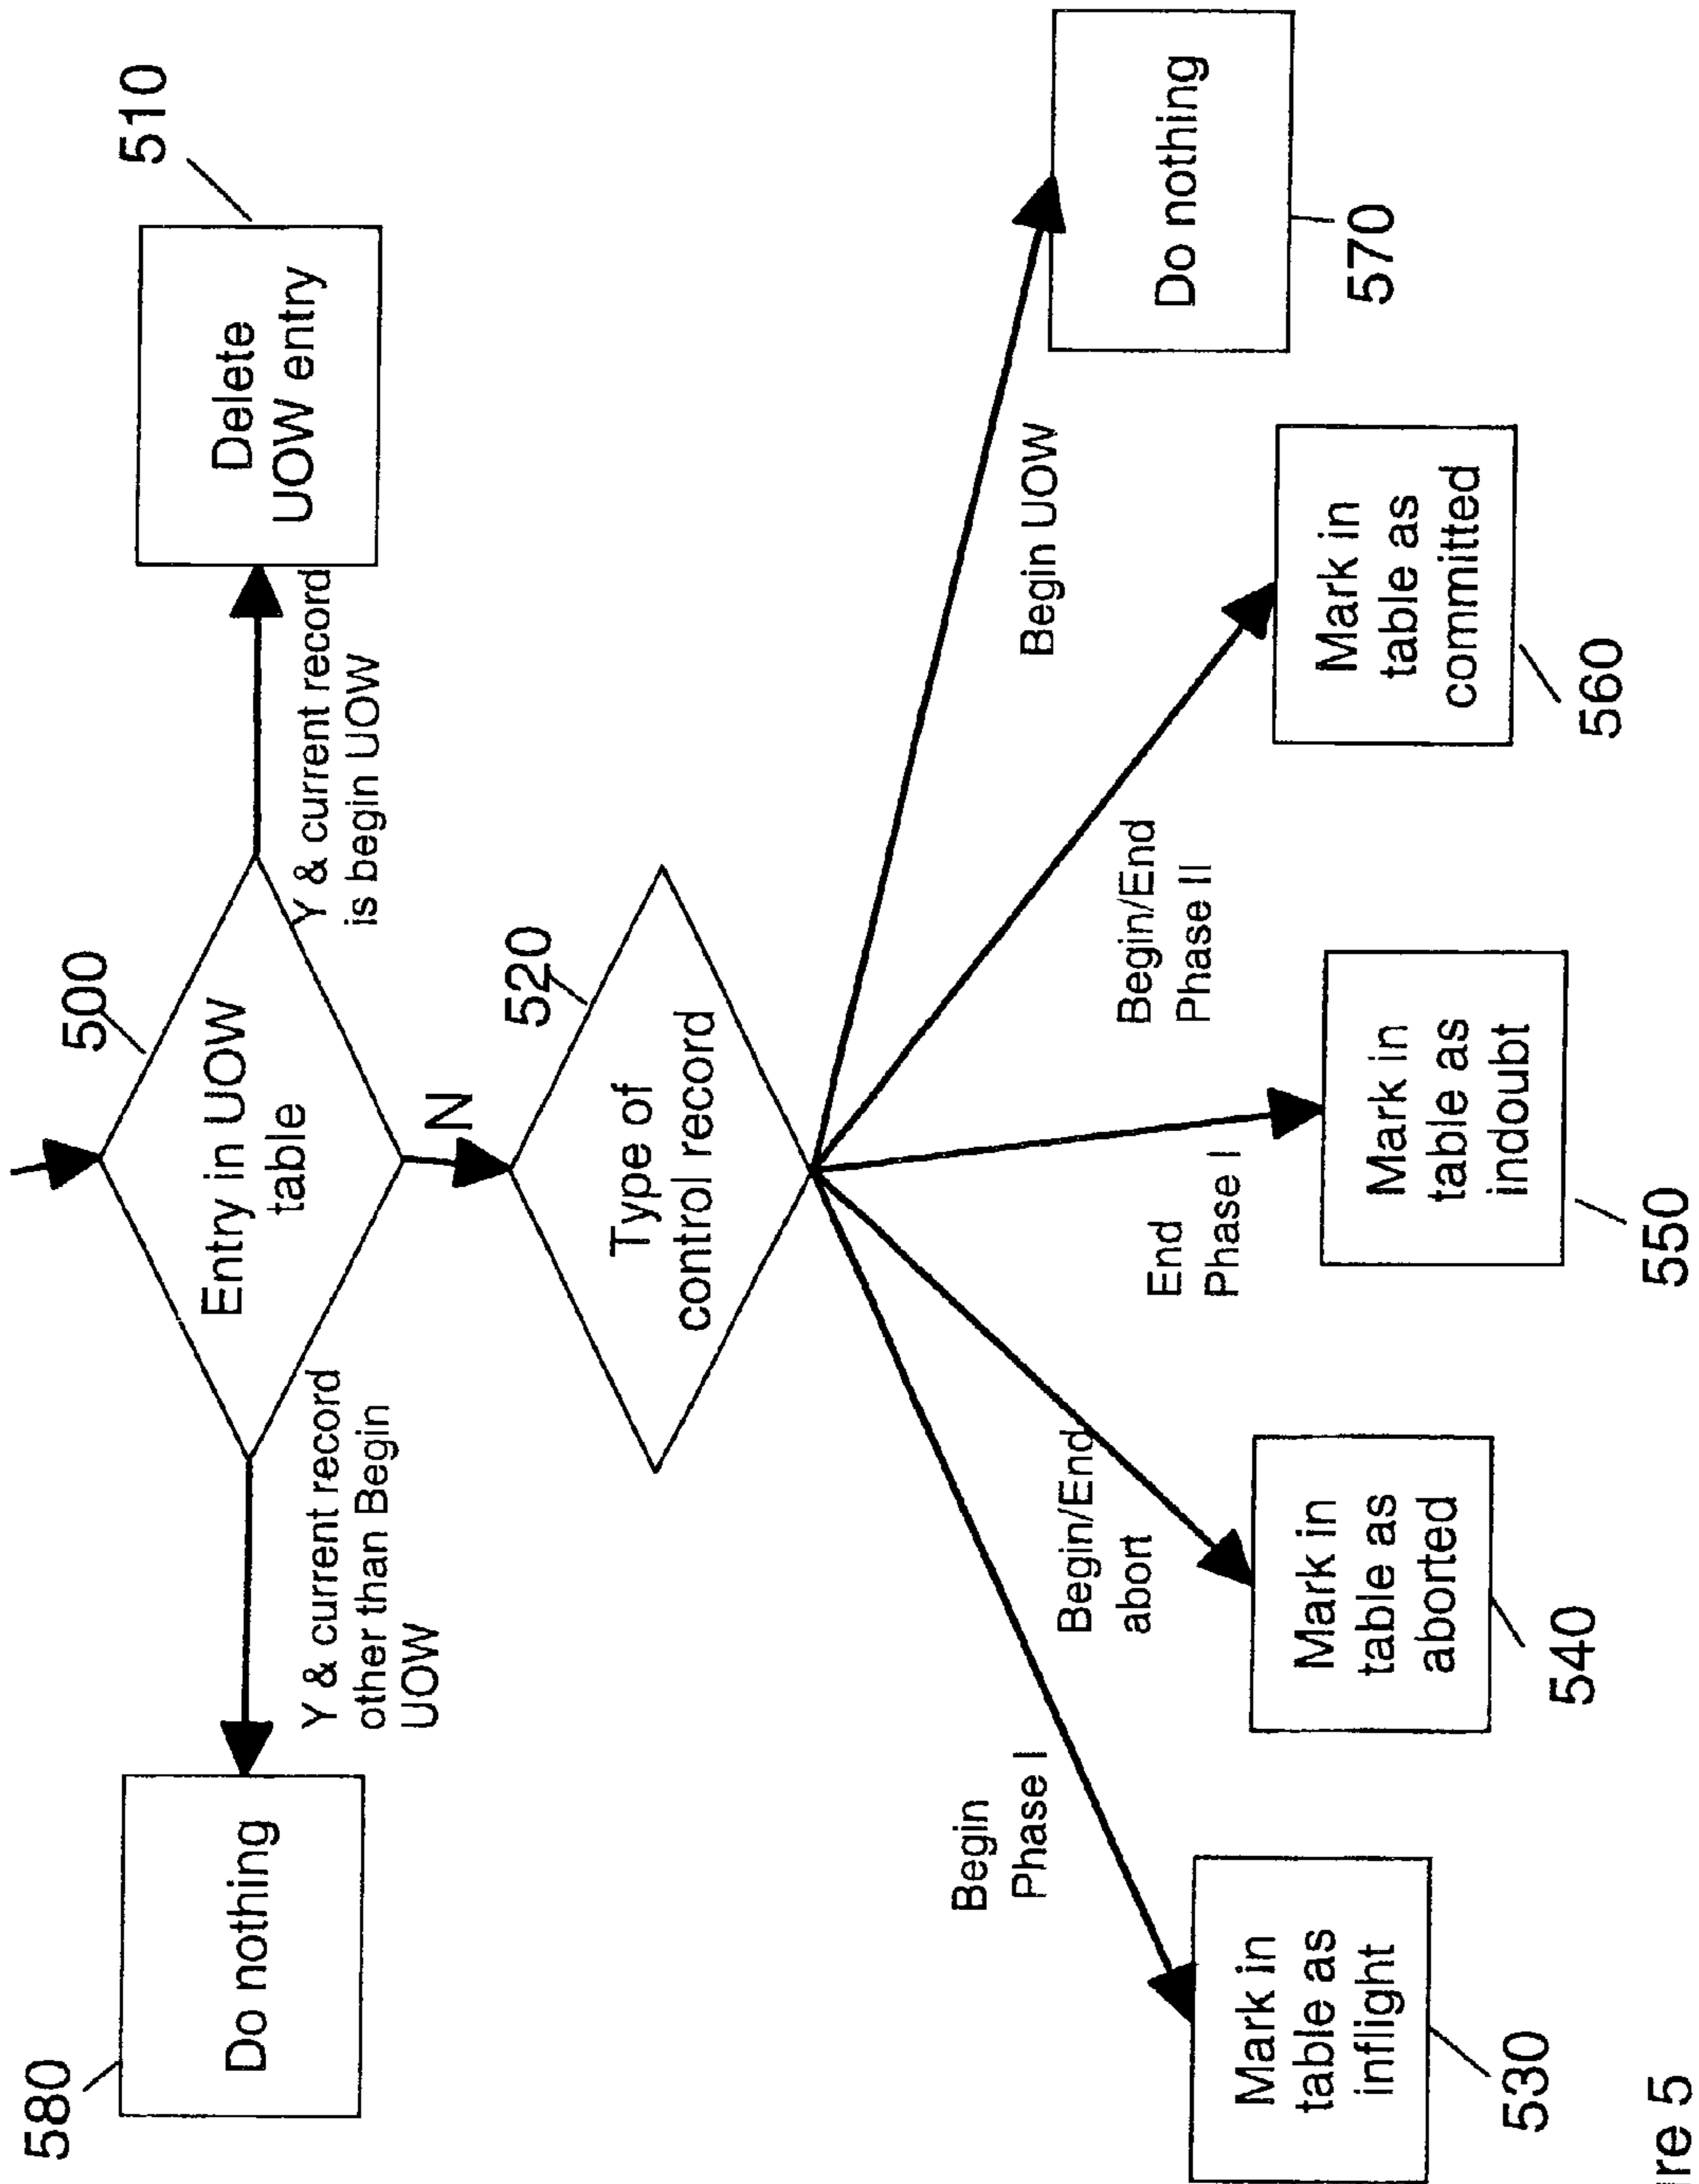 580
Do nothing
Y & current record
other than Begin
UOW
500
Entry in UOW
table
Y & current record
is begin UOW
510
Delete
UOW entry
N
520
Type of
control record
Begin
Phase I
Begin/End
abort
End
Phase I
Begin/End
Phase II
Begin UOW
Mark in
table as
inflight
530
Mark in
table as
aborted
540
Mark in
table as
indoubt
550
Mark in
table as
committed
560
Do nothing
570
re 5